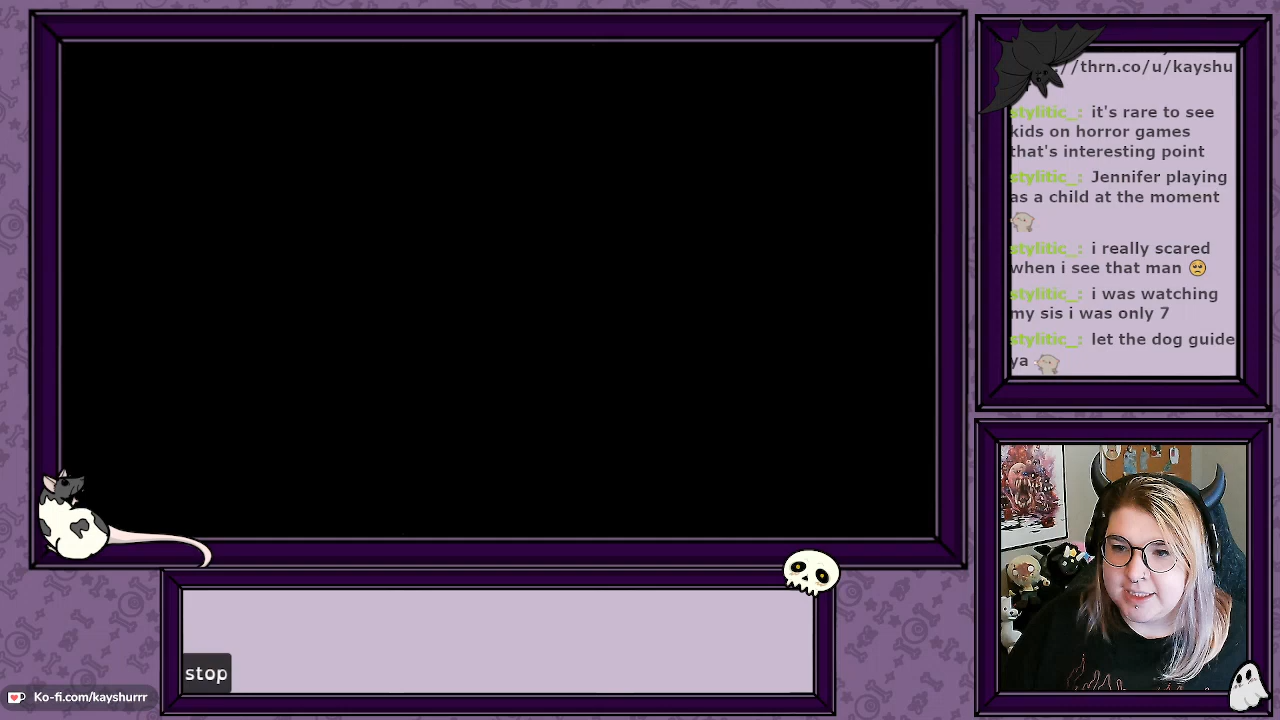 //thrn.co/u/kayshu
stylitic_: it's rare to see
kids on horror games
that's interesting point
stylitic_: Jennifer playing
as a child at the moment
stylitic_: i really scared
when i see that man 🥺
stylitic_: i was watching
my sis i was only 7
stylitic_: let the dog guide
ya
stop
Ko-fi.com/kayshurrr